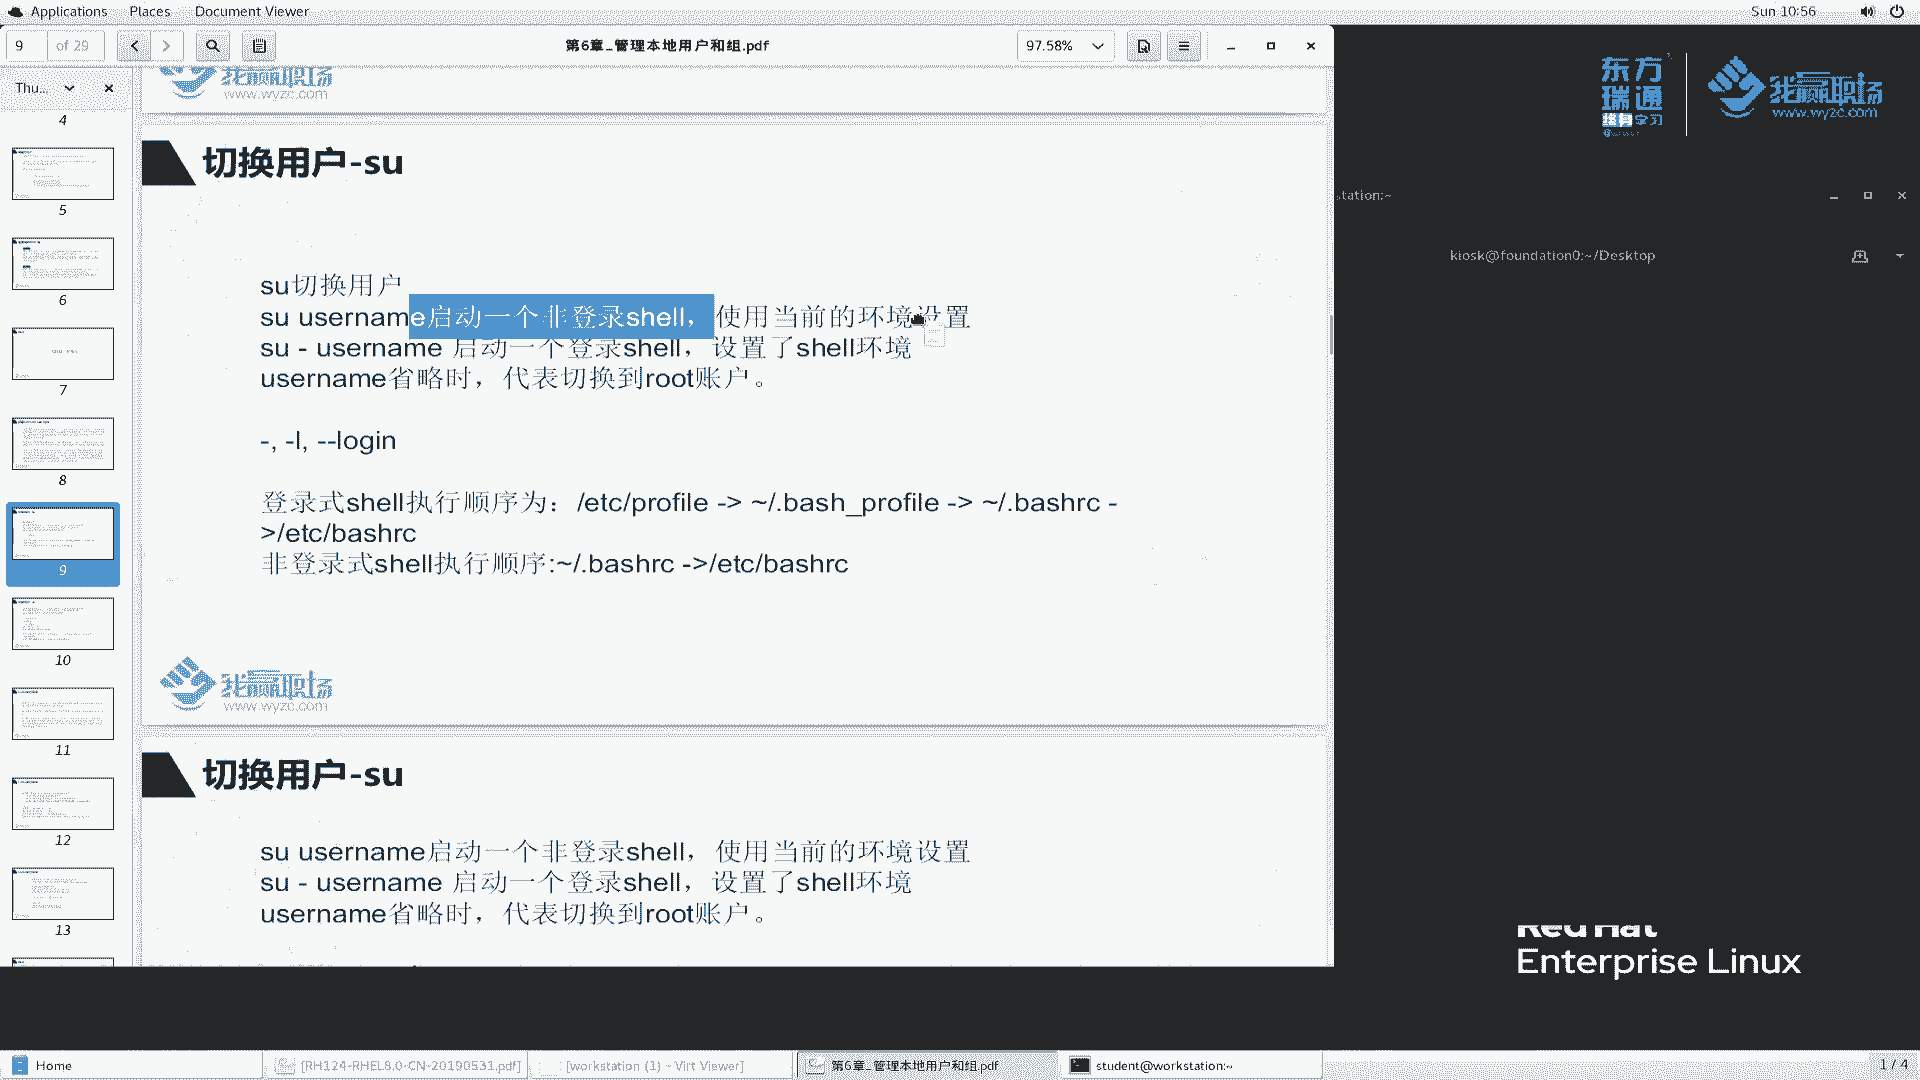 Applications Places Document Viewer
Sun 10:56
9 of 29
第6章_管理本地用户和组.pdf
97.58%
Thu...
4
5
6
7
8
9
10
11
12
13
www.wyzc.com
切换用户-su
su切换用户
su username启动一个非登录shell，使用当前的环境设置
su - username 启动一个登录shell，设置了shell环境
username省略时，代表切换到root账户。
-, -l, --login
登录式shell执行顺序为：/etc/profile -> ~/.bash_profile -> ~/.bashrc -
>/etc/bashrc
非登录式shell执行顺序:~/.bashrc ->/etc/bashrc
我赢职场
www.wyzc.com
切换用户-su
su username启动一个非登录shell，使用当前的环境设置
su - username 启动一个登录shell，设置了shell环境
username省略时，代表切换到root账户。
东方
瑞通
终身学习
我赢职场
www.wyzc.com
station:~
kiosk@foundation0:~/Desktop
Red Hat
Enterprise Linux
Home
[RH124-RHEL8.0-CN-20190531.pdf]
[workstation (1) - Virt Viewer]
第6章_管理本地用户和组.pdf
student@workstation:~
1 / 4